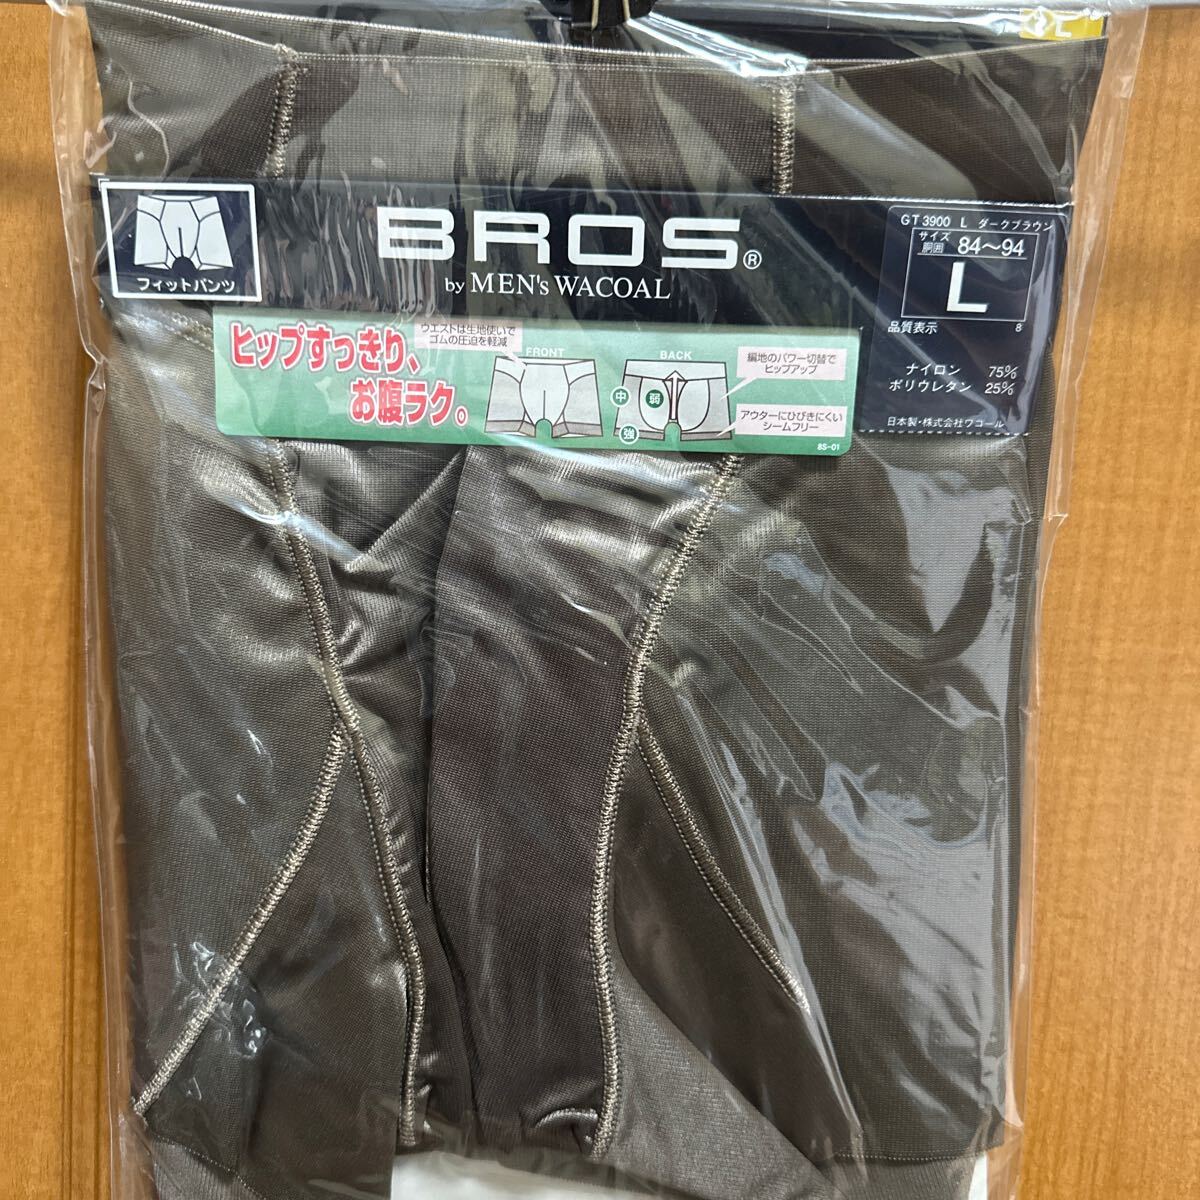 L
BROS®
by MEN's WACOAL
フィットパンツ
GT3900 L ダークブラウン
サイズ
胴囲 84〜94
L
品質表示 8
ナイロン 75%
ポリウレタン 25%
日本製・株式会社ワコール
ヒップすっきり、
お腹ラク。
ウエストは生地使いで
ゴムの圧迫を軽減
FRONT
BACK
中
弱
強
編地のパワー切替で
ヒップアップ
アウターにひびきにくい
シームフリー
8S-01